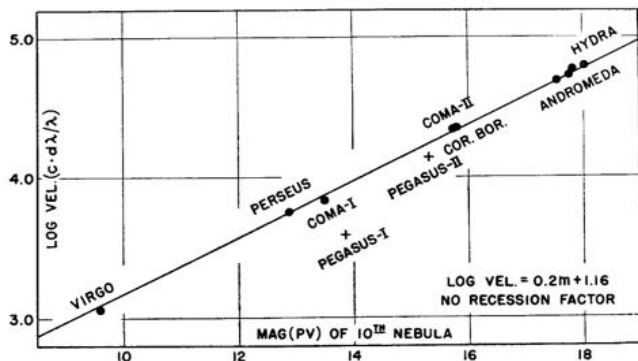 5.0
HYDRA
ANDROMEDA
COMA-II
COR. BOR.
PEGASUS-II
LOG VEL.(c·dλ/λ)
4.0
PERSEUS
COMA-I
PEGASUS-I
VIRGO
LOG VEL. = 0.2m + 1.16
NO RECESSION FACTOR
3.0
MAG (PV) OF 10TH NEBULA
10
12
14
16
18